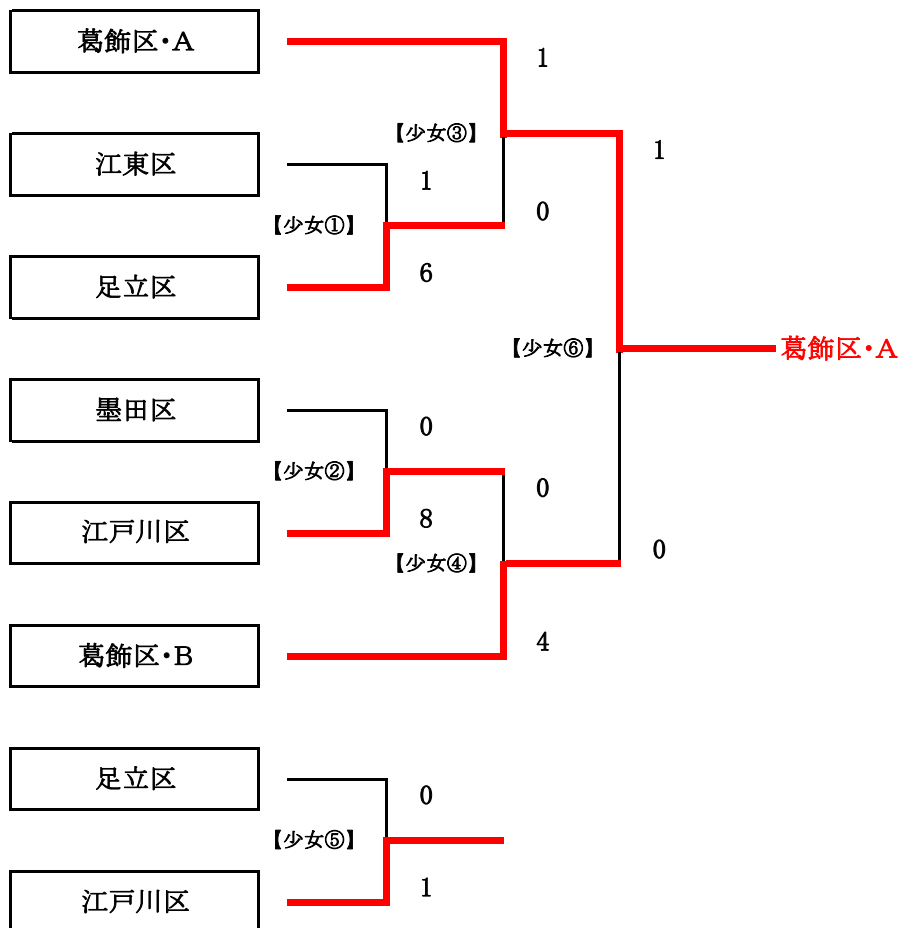 葛飾区・A
1
【少女③】
1
江東区
1
【少女①】
0
6
足立区
【少女⑥】
葛飾区・A
墨田区
0
【少女②】
0
8
江戸川区
0
【少女④】
4
葛飾区・B
足立区
0
【少女⑤】
1
江戸川区